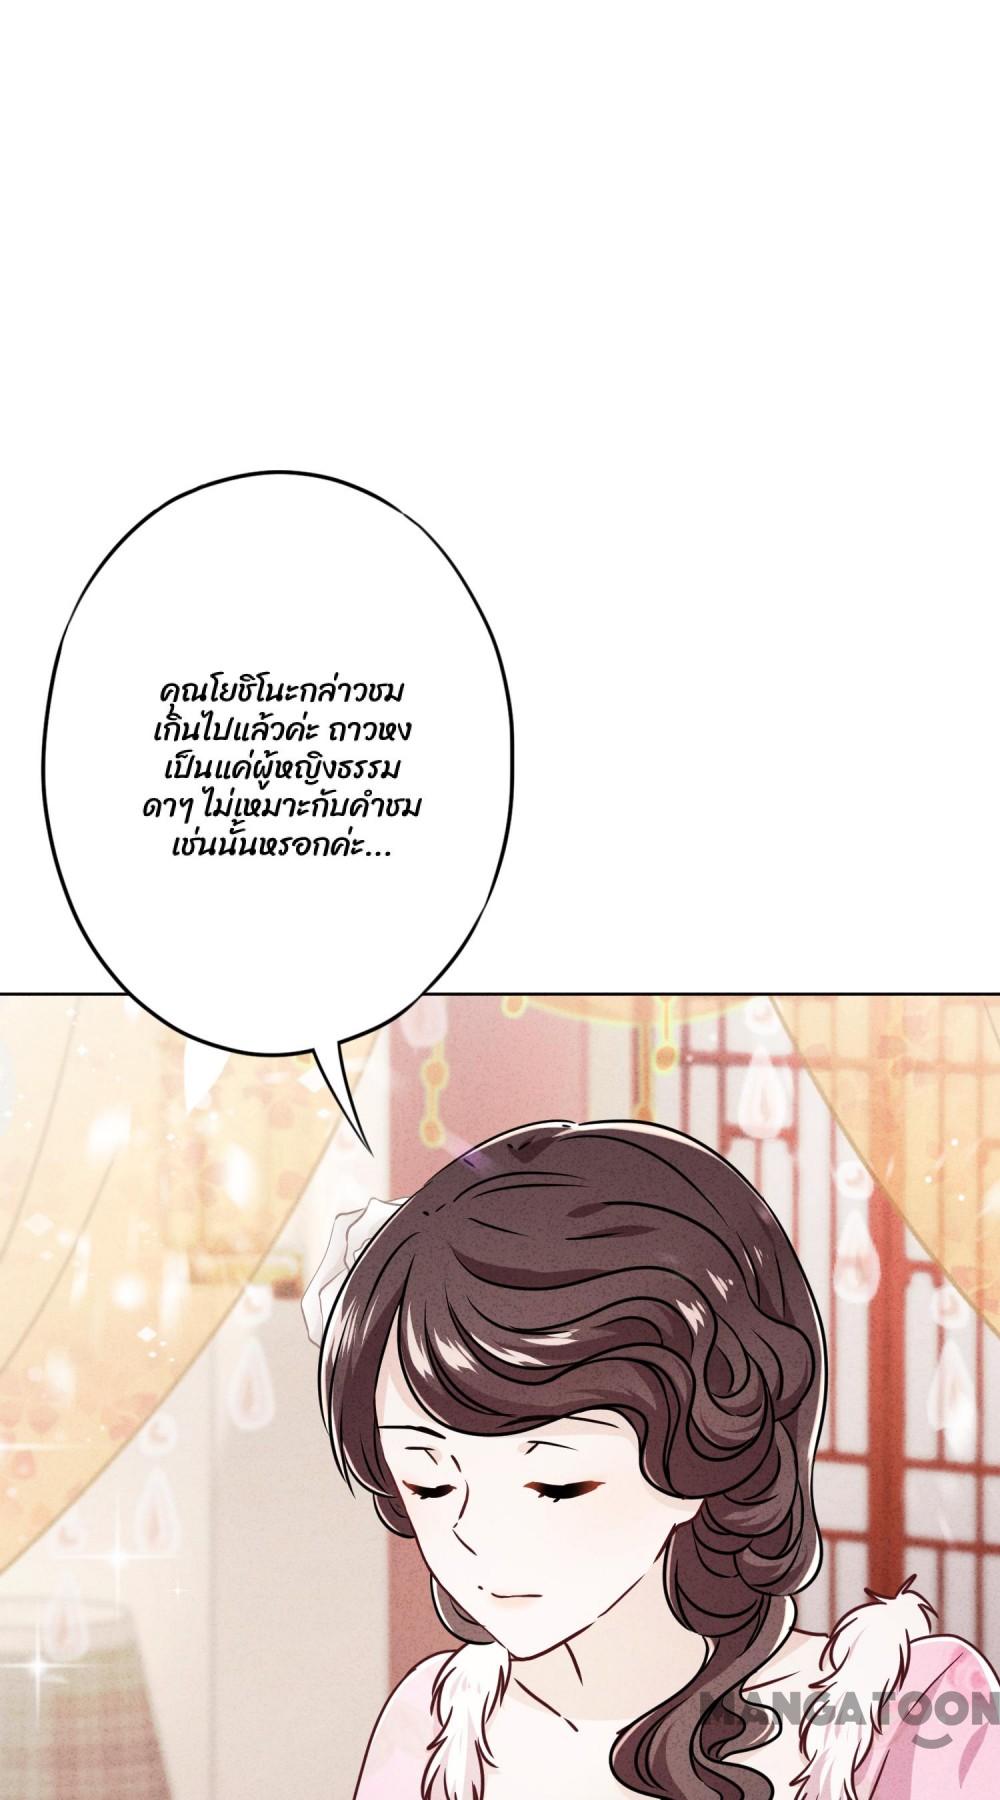 คุณโยชิโนะกล่าวชม
เกินไปแล้วค่ะ ถาวหง
เป็นแค่ผู้หญิงธรรม
ดาๆ ไม่เหมาะกับคำชม
เช่นนั้นหรอกค่ะ...
MANGATOON